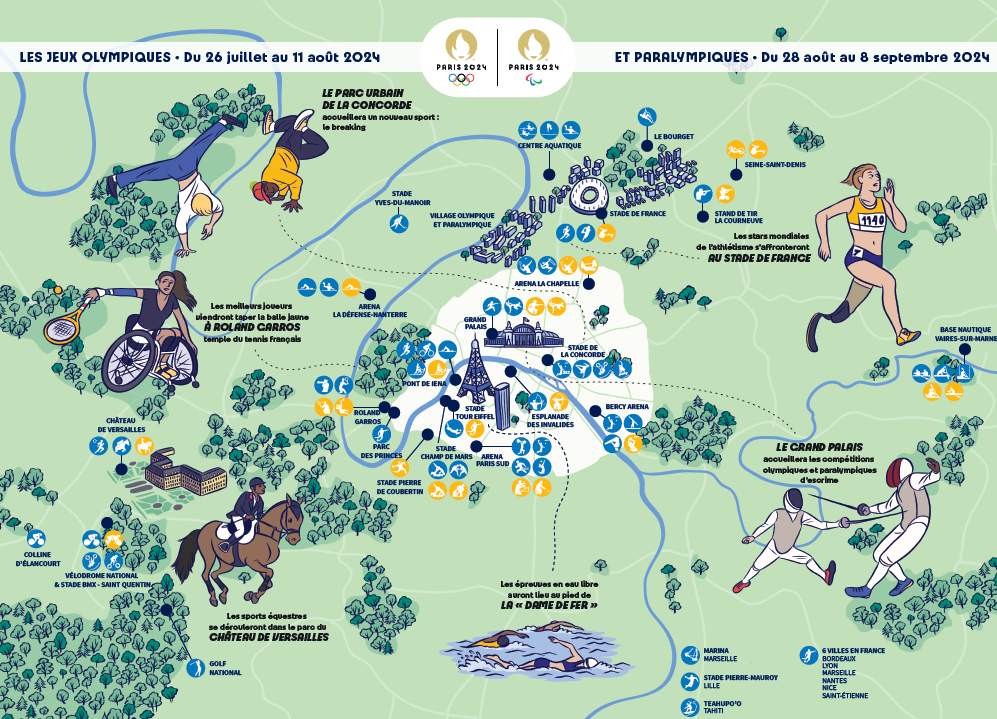 LES JEUX OLYMPIQUES • Du 26 juillet au 11 août 2024
PARIS 2024
PARIS 2024
ET PARALYMPIQUES • Du 28 août au 8 septembre 2024
LE PARC URBAIN
DE LA CONCORDE
accueillera un nouveau sport :
le breaking
CENTRE AQUATIQUE
LE BOURGET
SEINE-SAINT-DENIS
STADE
YVES-DU-MANOIR
VILLAGE OLYMPIQUE
ET PARALYMPIQUE
STADE DE FRANCE
STAND DE TIR
LA COURNEUVE
1140
Les stars mondiales
de l'athlétisme s'affronteront
AU STADE DE FRANCE
ARENA LA CHAPELLE
ARENA
LA DÉFENSE-NANTERRE
Les meilleurs joueurs
viendront taper la balle jaune
À ROLAND GARROS
temple du tennis français
GRAND
PALAIS
STADE DE
LA CONCORDE
BASE NAUTIQUE
VAIRES-SUR-MARNE
PONT DE IENA
ROLAND
GARROS
STADE
TOUR EIFFEL
ESPLANADE
DES INVALIDES
BERCY ARENA
PARC
DES PRINCES
STADE
CHAMP DE MARS
ARENA
PARIS SUD
STADE PIERRE
DE COUBERTIN
CHÂTEAU
DE VERSAILLES
LE GRAND PALAIS
accueillera les compétitions
olympiques et paralympiques
d'escrime
COLLINE
D'ÉLANCOURT
VÉLODROME NATIONAL
& STADE BMX - SAINT QUENTIN
Les épreuves en eau libre
auront lieu au pied de
LA « DAME DE FER »
Les sports équestres
se dérouleront dans le parc du
CHÂTEAU DE VERSAILLES
GOLF
NATIONAL
MARINA
MARSEILLE
STADE PIERRE-MAUROY
LILLE
TEAHUPO'O
TAHITI
6 VILLES EN FRANCE
BORDEAUX
LYON
MARSEILLE
NANTES
NICE
SAINT-ÉTIENNE